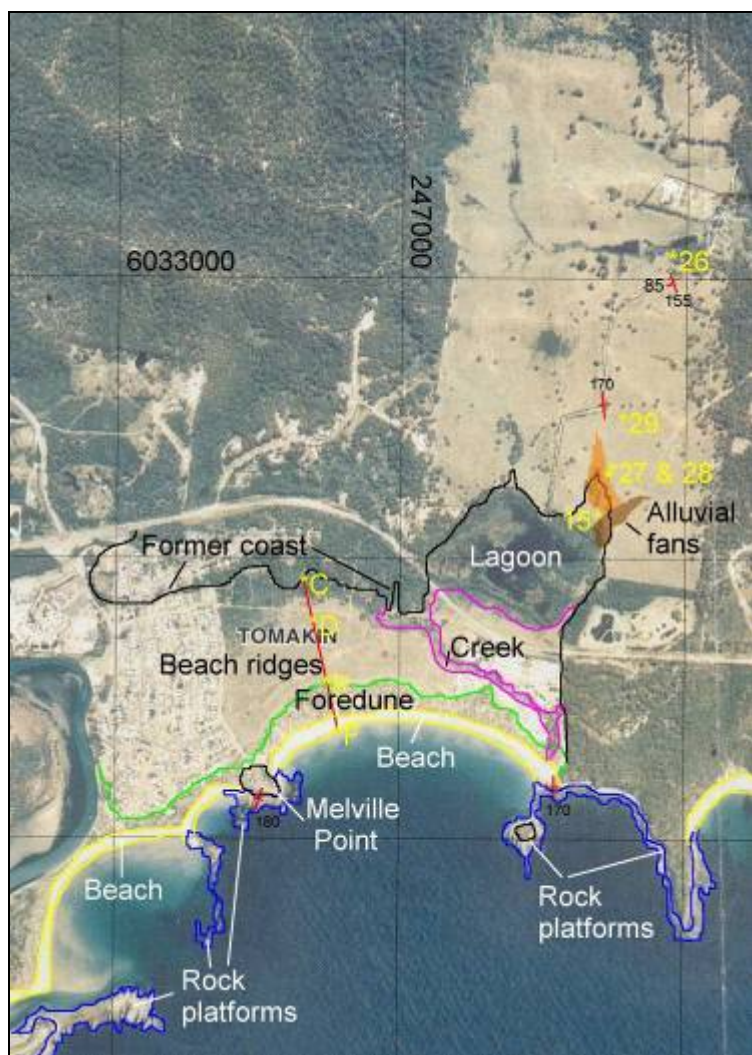 247000
6033000
*26
85
155
170
*29
*27 & 28
15
Alluvial
fans
Former coast
Lagoon
*C
*D
TOMAKIN
Beach ridges
Creek
Foredune
F
Beach
Melville
Point
180
170
Beach
Rock
platforms
Rock
platforms